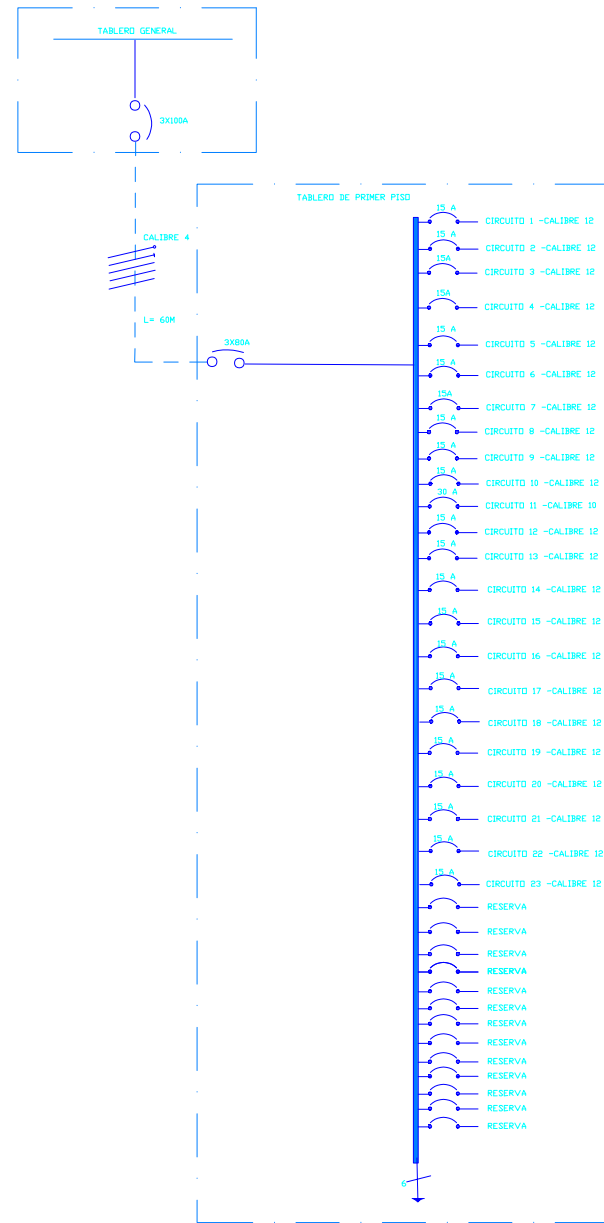 TABLERO GENERAL
3X100A
CALIBRE 4
L= 60M
TABLERO DE PRIMER PISO
3X80A
15 A
CIRCUITO 1 -CALIBRE 12
15 A
CIRCUITO 2 -CALIBRE 12
15A
CIRCUITO 3 -CALIBRE 12
15A
CIRCUITO 4 -CALIBRE 12
15 A
CIRCUITO 5 -CALIBRE 12
15 A
CIRCUITO 6 -CALIBRE 12
15A
CIRCUITO 7 -CALIBRE 12
15 A
CIRCUITO 8 -CALIBRE 12
15 A
CIRCUITO 9 -CALIBRE 12
15 A
CIRCUITO 10 -CALIBRE 12
30 A
CIRCUITO 11 -CALIBRE 10
15 A
CIRCUITO 12 -CALIBRE 12
15 A
CIRCUITO 13 -CALIBRE 12
15 A
CIRCUITO 14 -CALIBRE 12
15 A
CIRCUITO 15 -CALIBRE 12
15 A
CIRCUITO 16 -CALIBRE 12
15 A
CIRCUITO 17 -CALIBRE 12
15 A
CIRCUITO 18 -CALIBRE 12
15 A
CIRCUITO 19 -CALIBRE 12
15 A
CIRCUITO 20 -CALIBRE 12
15 A
CIRCUITO 21 -CALIBRE 12
15 A
CIRCUITO 22 -CALIBRE 12
15 A
CIRCUITO 23 -CALIBRE 12
RESERVA
RESERVA
RESERVA
RESERVA
RESERVA
RESERVA
RESERVA
RESERVA
RESERVA
RESERVA
RESERVA
RESERVA
RESERVA
6